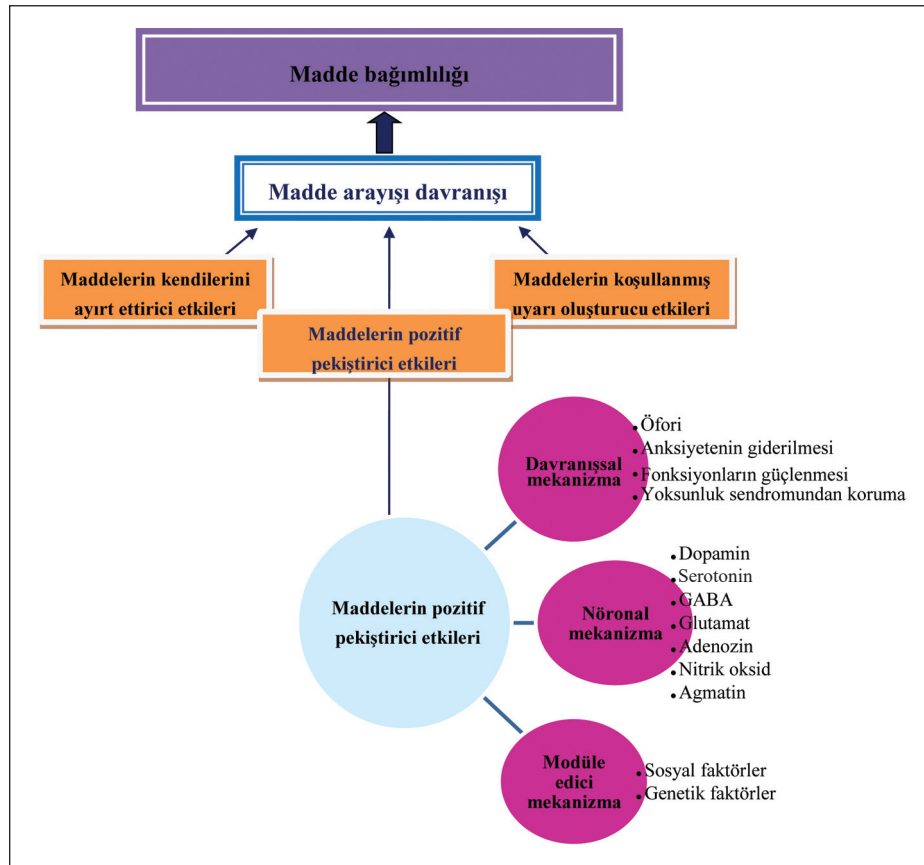 Madde bağımlılığı
Madde arayışı davranışı
Maddelerin kendilerini
ayırt ettirici etkileri
Maddelerin koşullanmış
uyarı oluşturucu etkileri
Maddelerin pozitif
pekiştirici etkileri
Davranışsal
mekanizma
• Öfori
• Anksiyetenin giderilmesi
• Fonksiyonların güçlenmesi
• Yoksunluk sendromundan koruma
Maddelerin pozitif
pekiştirici etkileri
Nöronal
mekanizma
• Dopamin
• Serotonin
• GABA
• Glutamat
• Adenozin
• Nitrik oksid
• Agmatin
Modüle
edici
mekanizma
• Sosyal faktörler
• Genetik faktörler